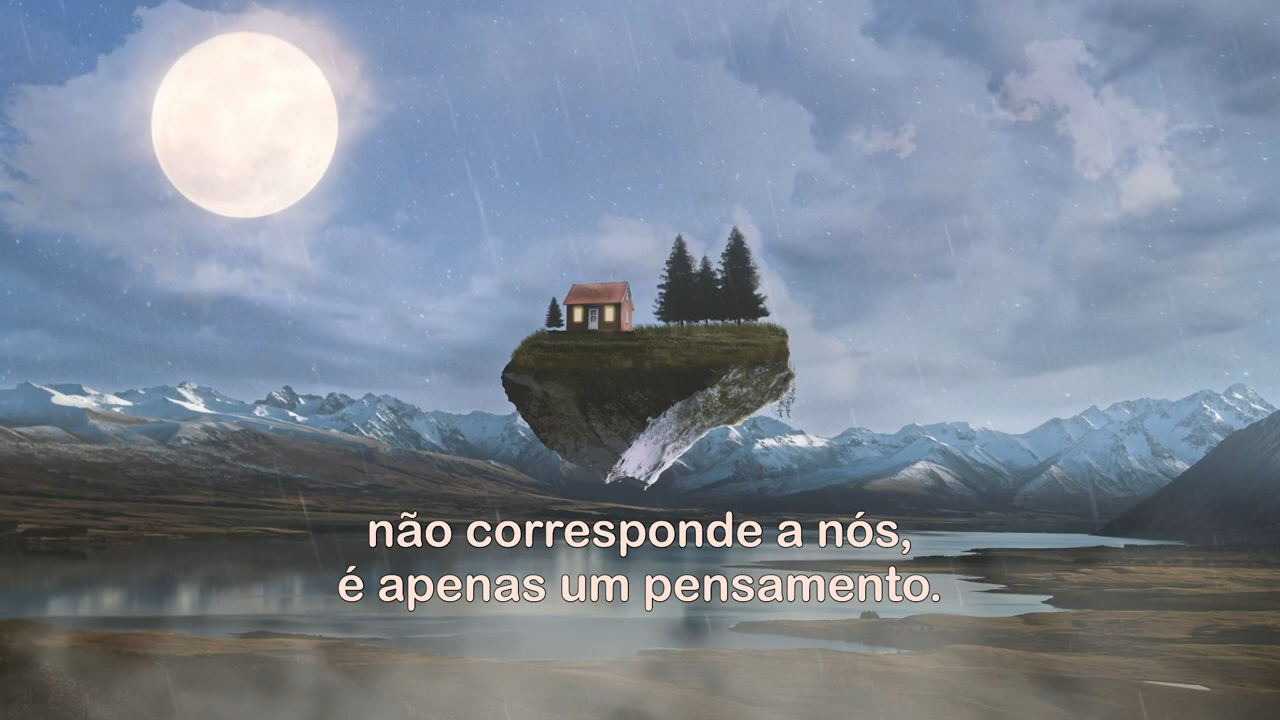 não corresponde a nós,
é apenas um pensamento.